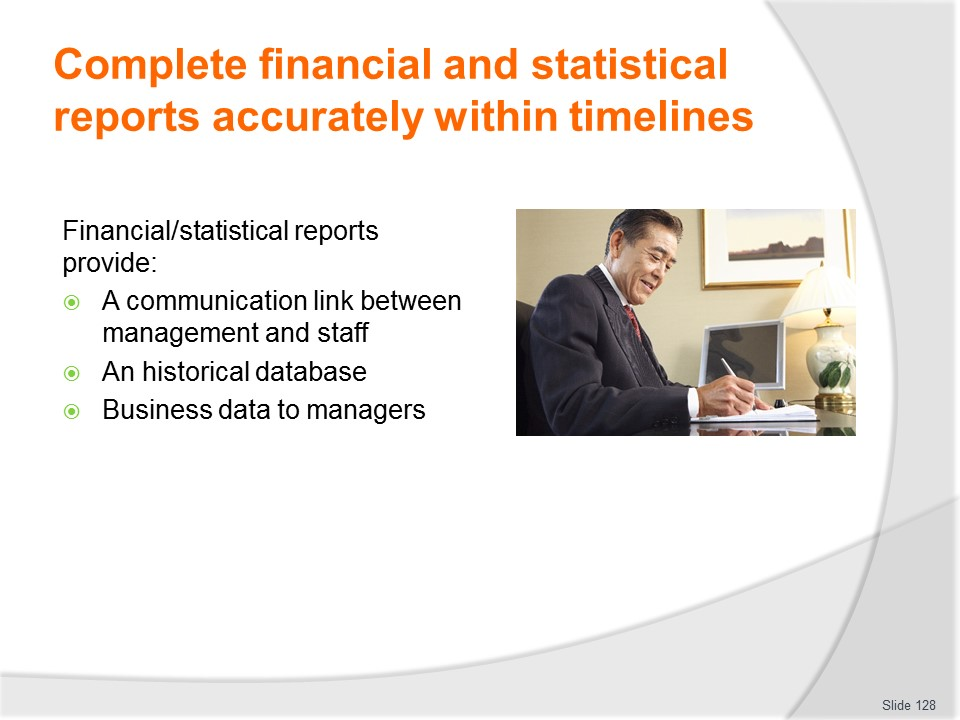 Complete financial and statistical
reports accurately within timelines
Financial/statistical reports
provide:
A communication link between
management and staff
An historical database
Business data to managers
Slide 128